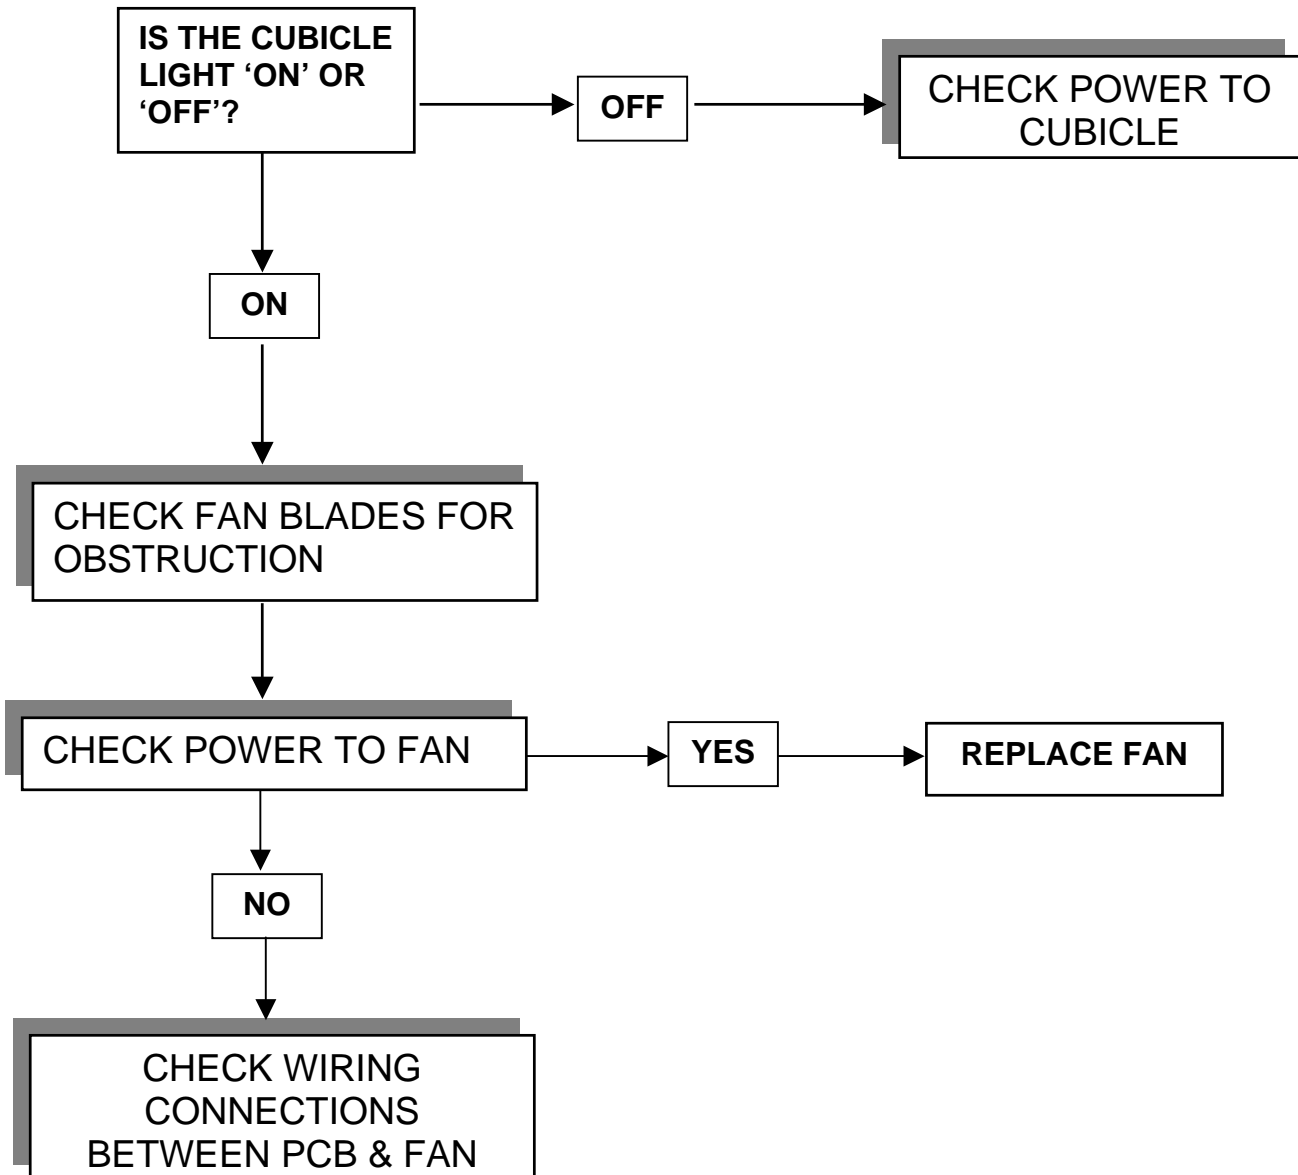 IS THE CUBICLE
LIGHT ‘ON’ OR
‘OFF’?
OFF
CHECK POWER TO
CUBICLE
ON
CHECK FAN BLADES FOR
OBSTRUCTION
CHECK POWER TO FAN
YES
REPLACE FAN
NO
CHECK WIRING
CONNECTIONS
BETWEEN PCB & FAN